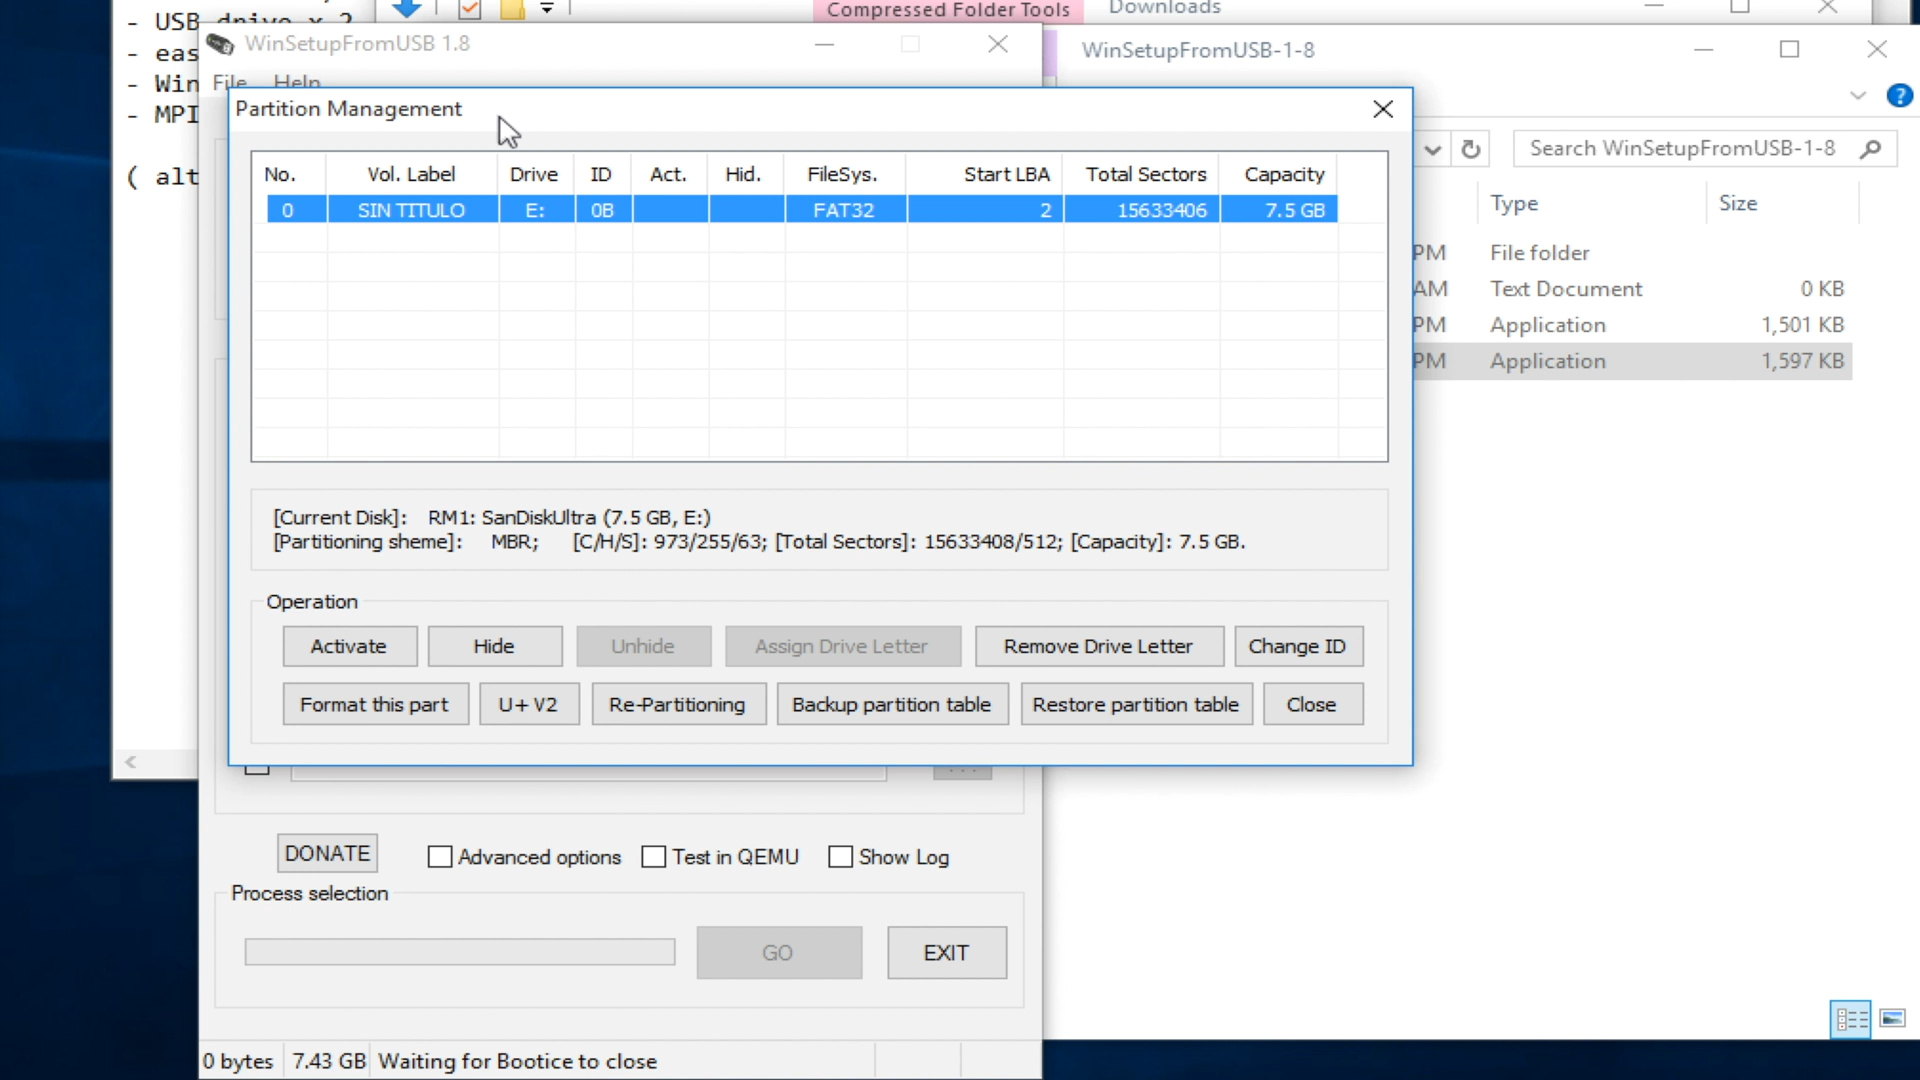 - USB drive x 2
- eas
- Win
- MPI
( alt
Compressed Folder Tools
Downloads
WinSetupFromUSB 1.8
File Help
WinSetupFromUSB-1-8
?
Search WinSetupFromUSB-1-8
Type Size
PM File folder
AM Text Document 0 KB
PM Application 1,501 KB
PM Application 1,597 KB
Partition Management
No. Vol. Label Drive ID Act. Hid. FileSys. Start LBA Total Sectors Capacity
0 SIN TITULO E: 0B FAT32 2 15633406 7.5 GB
[Current Disk]: RM1: SanDiskUltra (7.5 GB, E:)
[Partitioning sheme]: MBR; [C/H/S]: 973/255/63; [Total Sectors]: 15633408/512; [Capacity]: 7.5 GB.
Operation
Activate Hide Unhide Assign Drive Letter Remove Drive Letter Change ID
Format this part U+ V2 Re-Partitioning Backup partition table Restore partition table Close
...
DONATE Advanced options Test in QEMU Show Log
Process selection
GO EXIT
0 bytes 7.43 GB Waiting for Bootice to close